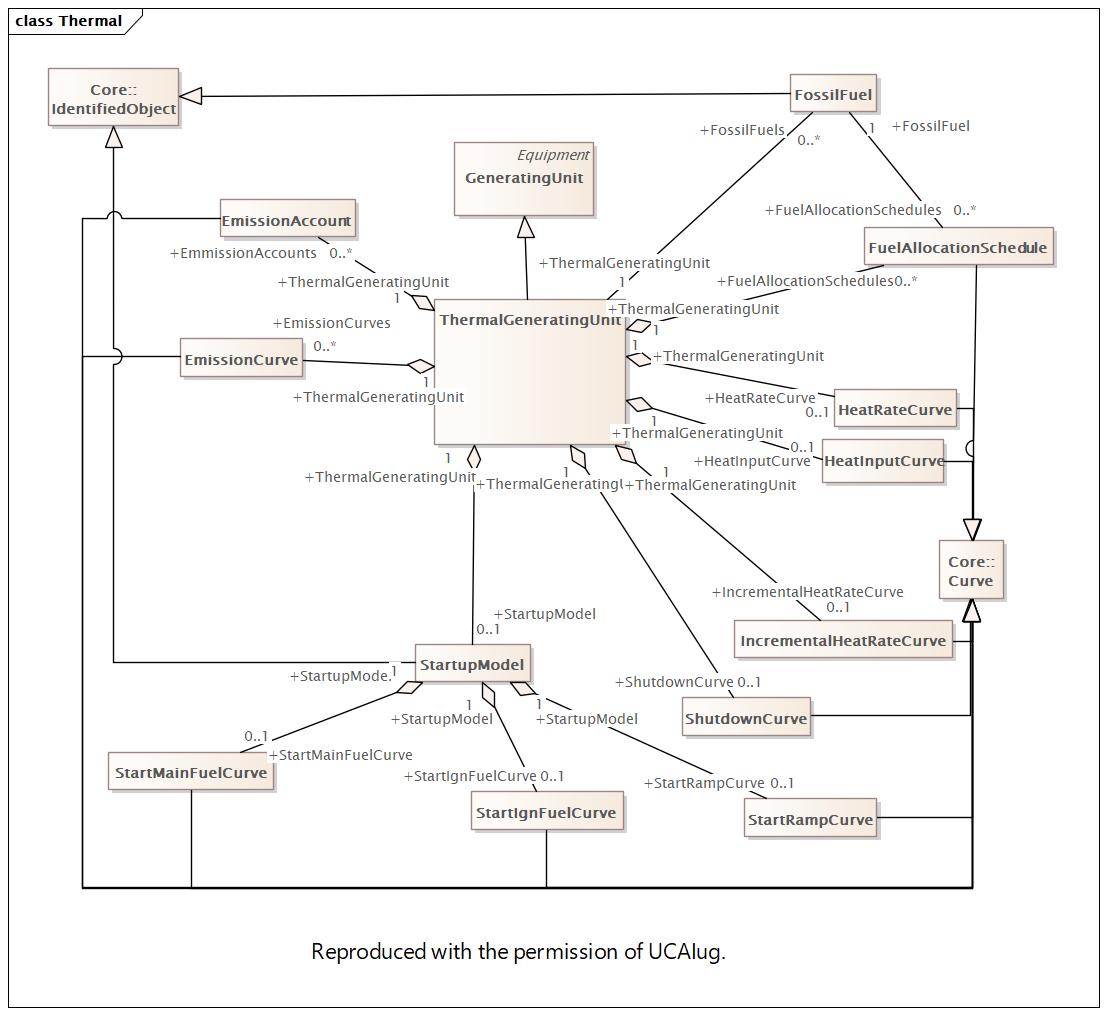 class Thermal
Core::
IdentifiedObject
FossilFuel
+FossilFuels
0..*
1
+FossilFuel
Equipment
GeneratingUnit
EmissionAccount
+EmmissionAccounts 0..*
+FuelAllocationSchedules 0..*
FuelAllocationSchedule
+ThermalGeneratingUnit
1
+ThermalGeneratingUnit
1
+FuelAllocationSchedules0..*
+ThermalGeneratingUnit
1
ThermalGeneratingUnit
+EmissionCurves
0..*
EmissionCurve
1
+ThermalGeneratingUnit
1
+ThermalGeneratingUnit
+HeatRateCurve
0..1
HeatRateCurve
1
+ThermalGeneratingUnit
0..1
+HeatInputCurve
HeatInputCurve
1
+ThermalGeneratingUnit
1
+ThermalGeneratingU
1
+ThermalGeneratingUnit
Core::
Curve
+IncrementalHeatRateCurve
0..1
IncrementalHeatRateCurve
+StartupModel
0..1
StartupModel
+StartupMode.
1
+ShutdownCurve 0..1
ShutdownCurve
1
+StartupModel
1
+StartupModel
0..1
+StartMainFuelCurve
StartMainFuelCurve
+StartIgnFuelCurve 0..1
StartIgnFuelCurve
+StartRampCurve 0..1
StartRampCurve
Reproduced with the permission of UCAIug.